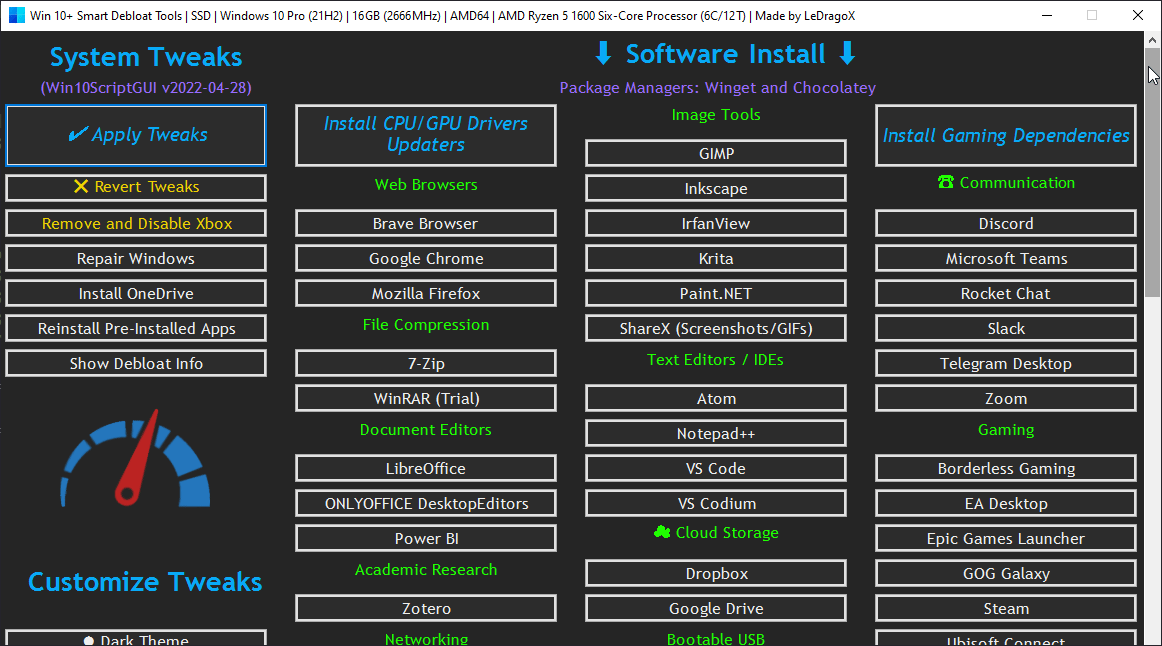 Win 10+ Smart Debloat Tools | SSD | Windows 10 Pro (21H2) | 16GB (2666MHz) | AMD64 | AMD Ryzen 5 1600 Six-Core Processor (6C/12T) | Made by LeDragoX
System Tweaks
(Win10ScriptGUI v2022-04-28)
✔ Apply Tweaks
❌ Revert Tweaks
Remove and Disable Xbox
Repair Windows
Install OneDrive
Reinstall Pre-Installed Apps
Show Debloat Info
Customize Tweaks
Dark Theme
⬇ Software Install ⬇
Package Managers: Winget and Chocolatey
Install CPU/GPU Drivers
Updaters
Web Browsers
Brave Browser
Google Chrome
Mozilla Firefox
File Compression
7-Zip
WinRAR (Trial)
Document Editors
LibreOffice
ONLYOFFICE DesktopEditors
Power BI
Academic Research
Zotero
Networking
Image Tools
GIMP
Inkscape
IrfanView
Krita
Paint.NET
ShareX (Screenshots/GIFs)
Text Editors / IDEs
Atom
Notepad++
VS Code
VS Codium
☁ Cloud Storage
Dropbox
Google Drive
Bootable USB
Install Gaming Dependencies
☎ Communication
Discord
Microsoft Teams
Rocket Chat
Slack
Telegram Desktop
Zoom
Gaming
Borderless Gaming
EA Desktop
Epic Games Launcher
GOG Galaxy
Steam
Ubisoft Connect